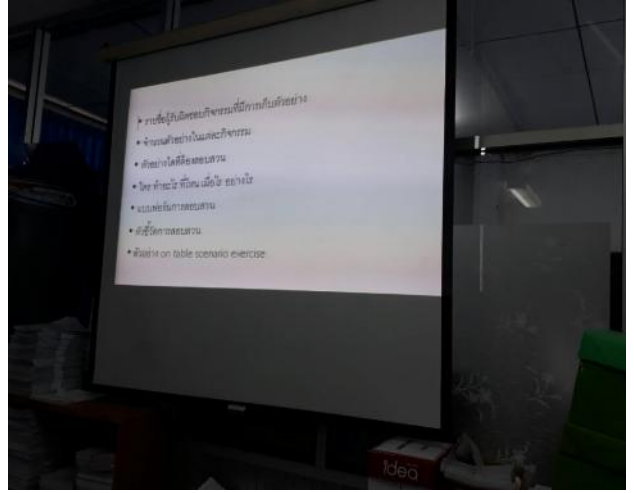 • รายชื่อผู้รับผิดชอบกิจกรรมที่มีการเก็บตัวอย่าง
• จำนวนตัวอย่างในแต่ละกิจกรรม
• ตัวอย่างใดที่ต้องสอบสวน
• ใคร ทำอะไร ที่ไหน เมื่อไร อย่างไร
• แบบฟอร์มการสอบสวน
• ตัวชี้วัดการสอบสวน
• ตัวอย่าง on table scenario exercise
idea